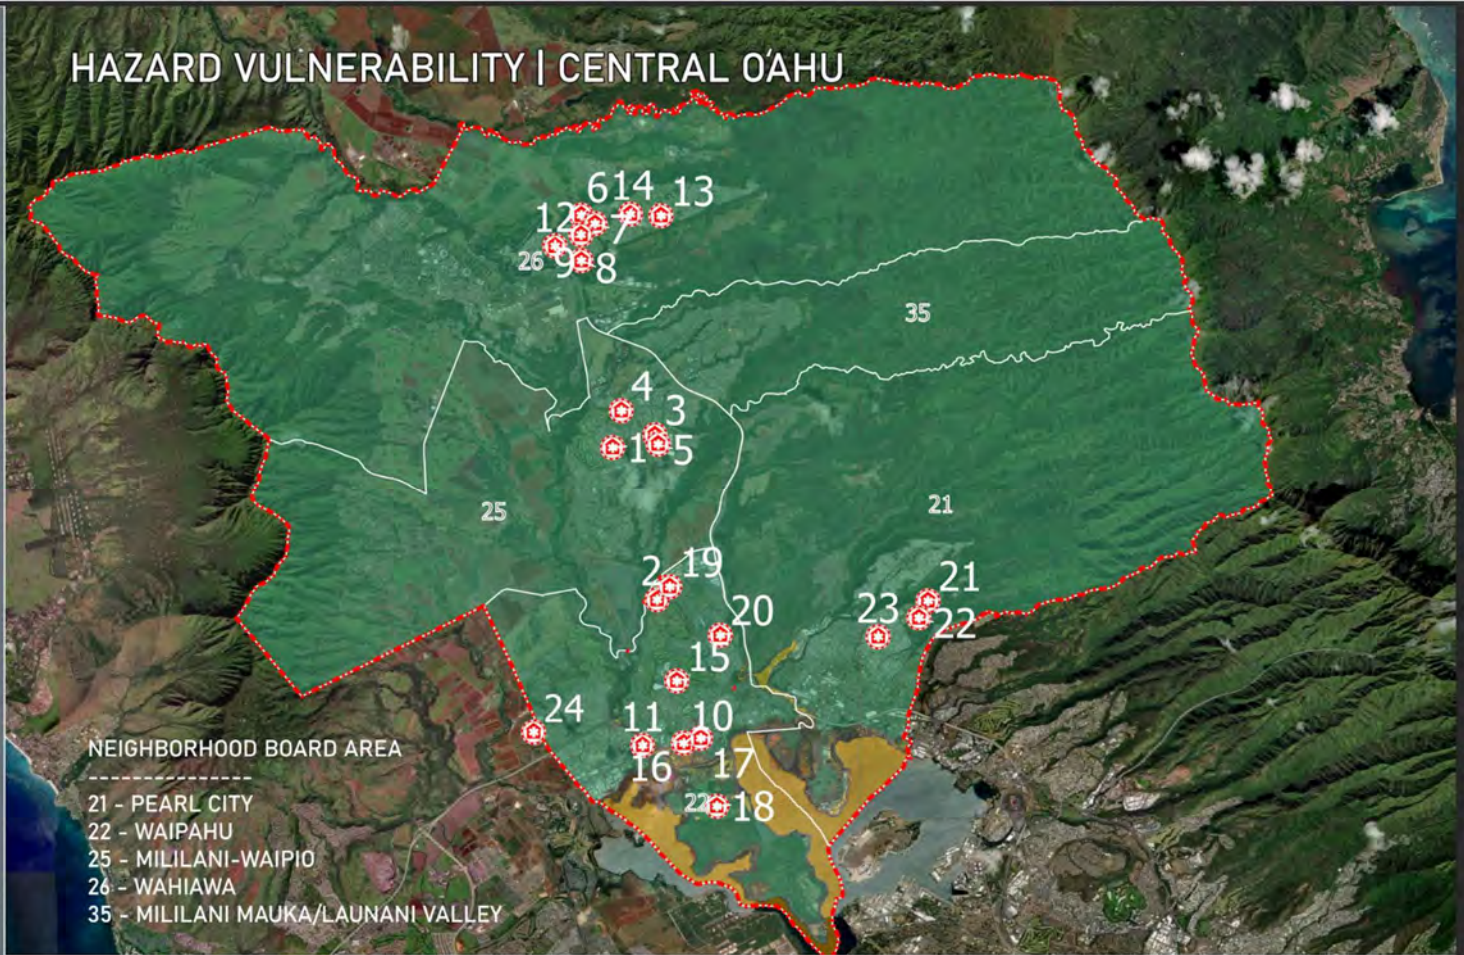 HAZARD VULNERABILITY | CENTRAL OʻAHU
6 14 13
12
7
26 9 8
35
4
3
1 5
25
21
2 19
21
20 23 22
15
24
11 10
16 17
22 18
NEIGHBORHOOD BOARD AREA
---------------
21 - PEARL CITY
22 - WAIPAHU
25 - MILILANI-WAIPIO
26 - WAHIAWA
35 - MILILANI MAUKA/LAUNANI VALLEY